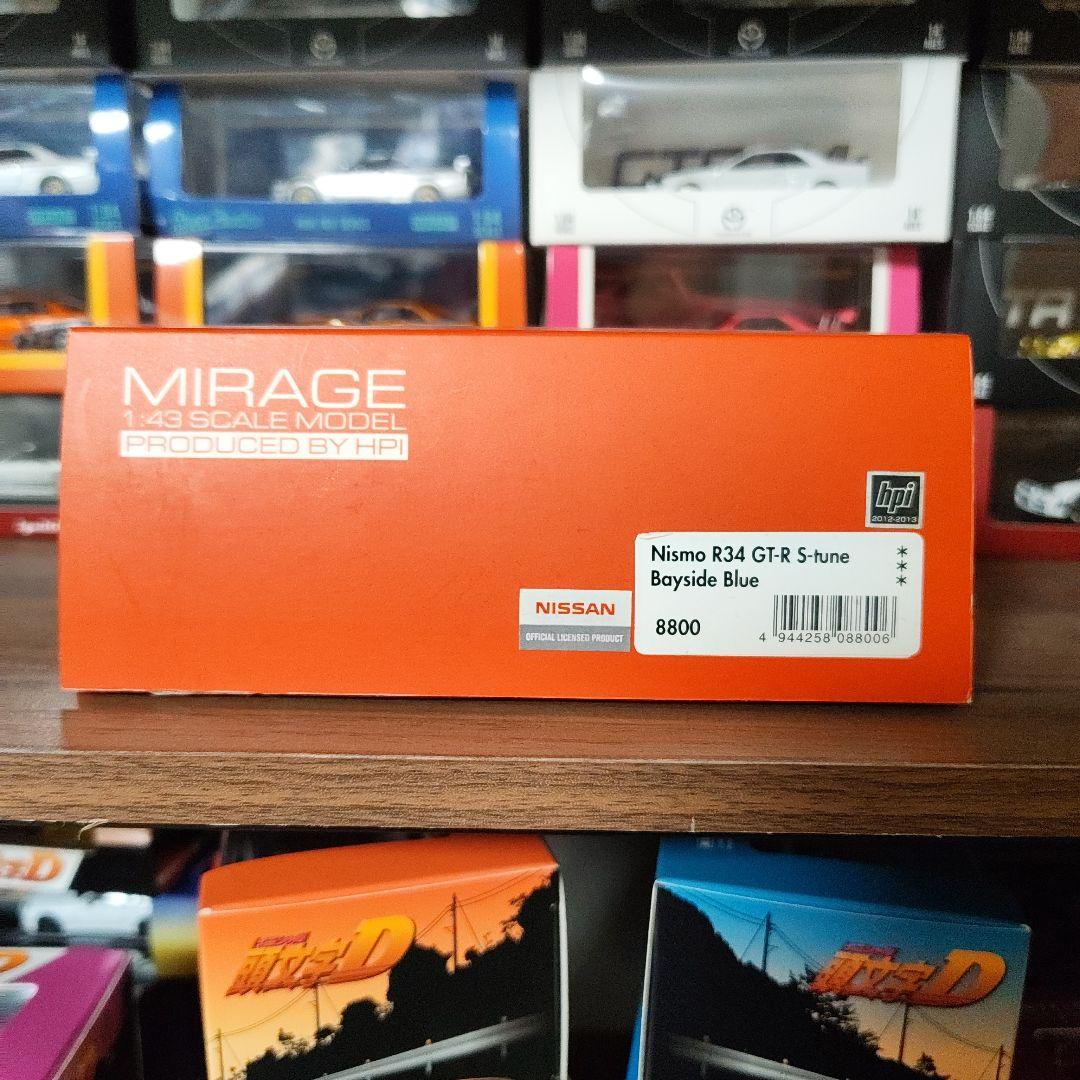 MIRAGE
1:43 SCALE MODEL
PRODUCED BY HPI
hpi
2012-2013
Nismo R34 GT-R S-tune
Bayside Blue
***
8800
4 944258 088006
NISSAN
OFFICIAL LICENSED PRODUCT
頭文字D
頭文字D